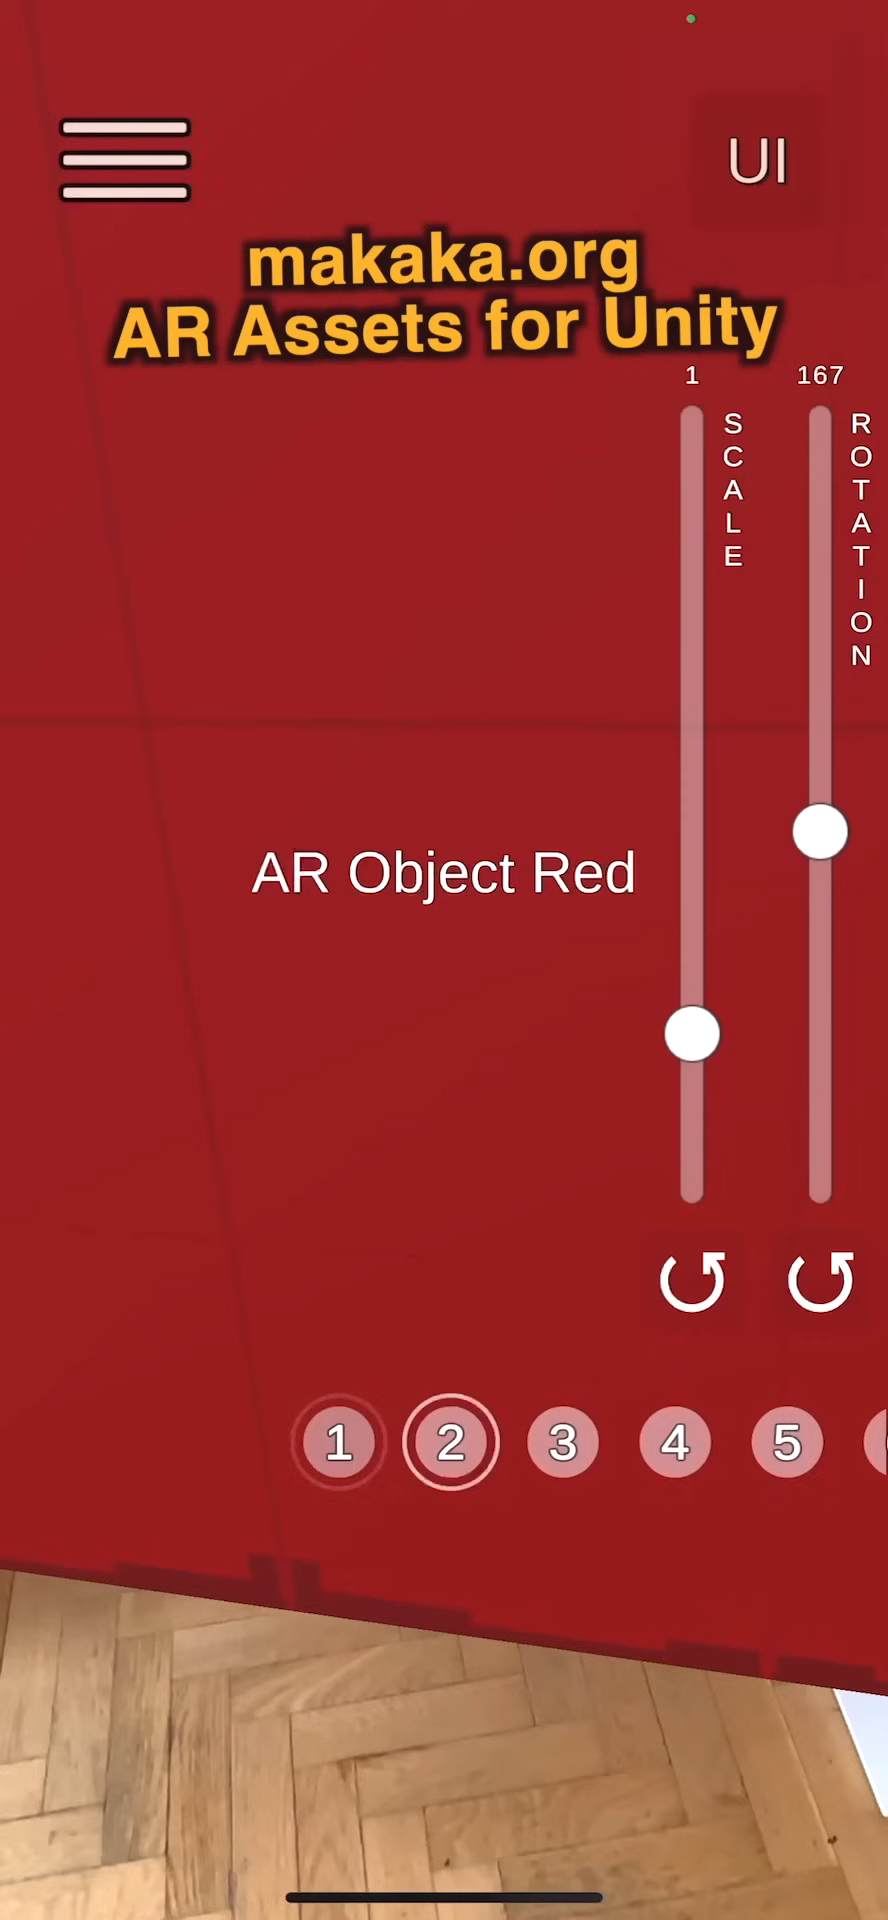 UI
makaka.org
AR Assets for Unity
1
167
SCALE
ROTATION
AR Object Red
1 2 3 4 5